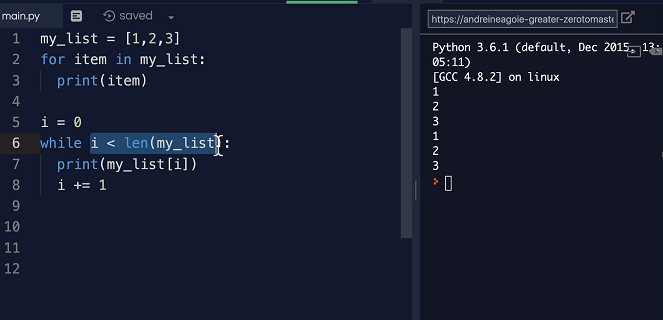 main.py saved
1 my_list = [1,2,3]
2 for item in my_list:
3 print(item)
4
5 i = 0
6 while i < len(my_list):
7 print(my_list[i])
8 i += 1
9
10
11
12
https://andreineagoie-greater-zerotomaste
Python 3.6.1 (default, Dec 2015, 13:
05:11)
[GCC 4.8.2] on linux
1
2
3
1
2
3